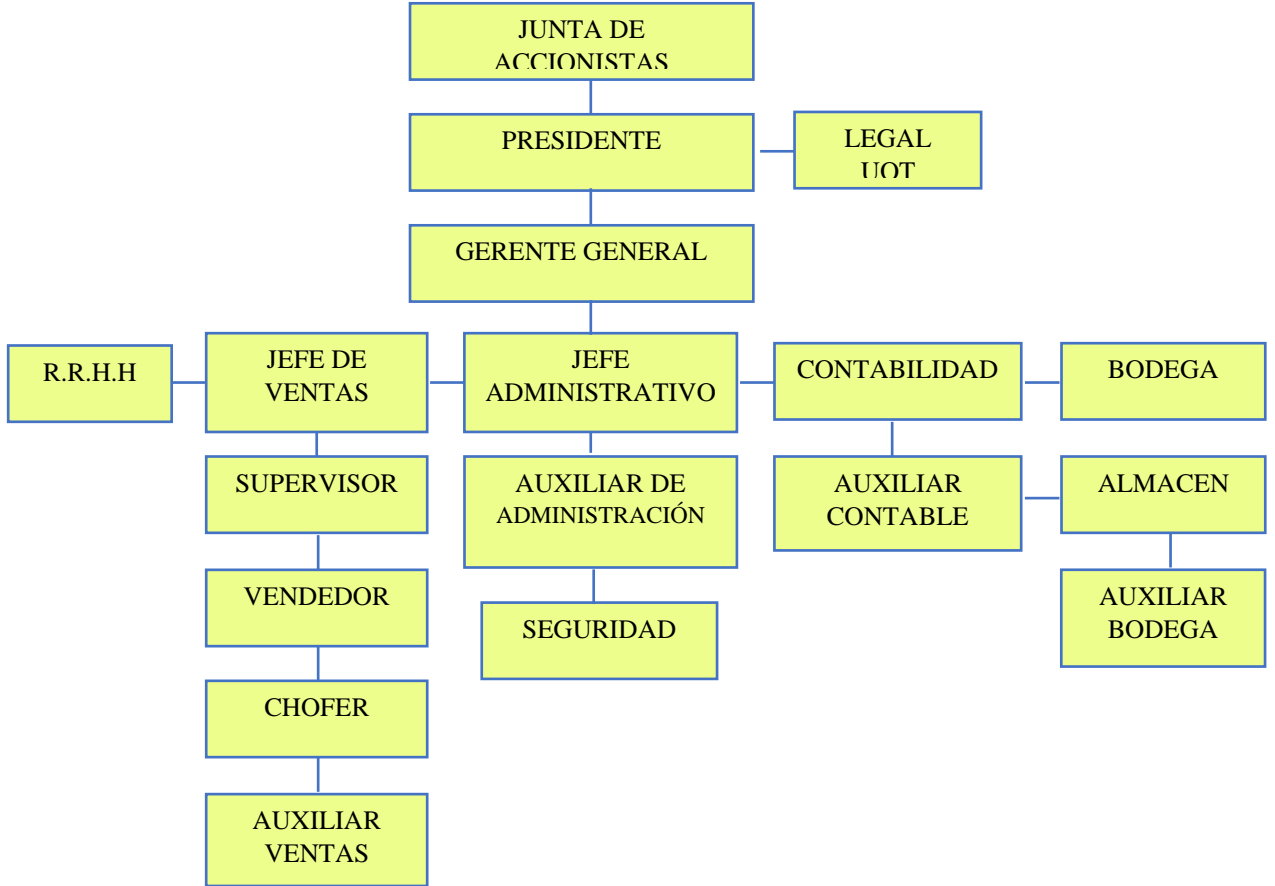 JUNTA DE
ACCIONISTAS
PRESIDENTE
LEGAL
UOT
GERENTE GENERAL
R.R.H.H
JEFE DE
VENTAS
JEFE
ADMINISTRATIVO
CONTABILIDAD
BODEGA
SUPERVISOR
AUXILIAR DE
ADMINISTRACIÓN
AUXILIAR
CONTABLE
ALMACEN
VENDEDOR
SEGURIDAD
AUXILIAR
BODEGA
CHOFER
AUXILIAR
VENTAS